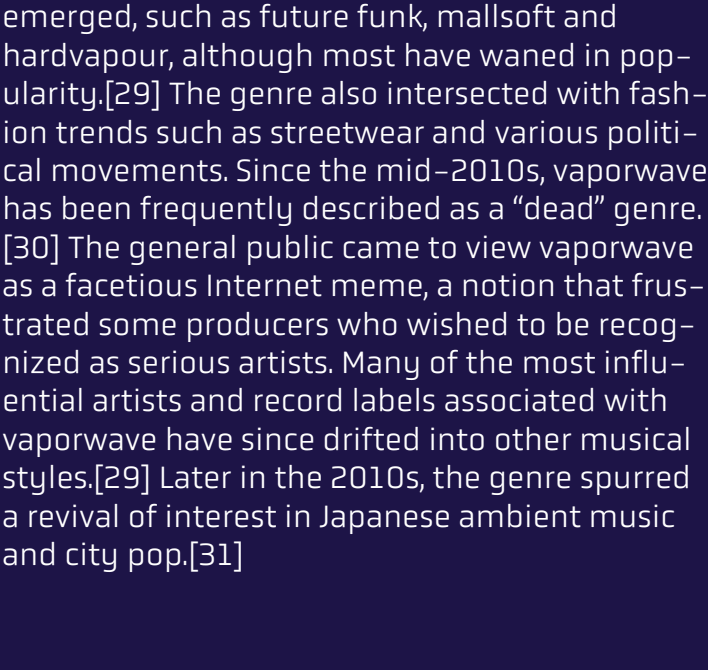 emerged, such as future funk, mallsoft and
hardvapour, although most have waned in pop-
ularity.[29] The genre also intersected with fash-
ion trends such as streetwear and various politi-
cal movements. Since the mid-2010s, vaporwave
has been frequently described as a “dead” genre.
[30] The general public came to view vaporwave
as a facetious Internet meme, a notion that frus-
trated some producers who wished to be recog-
nized as serious artists. Many of the most influ-
ential artists and record labels associated with
vaporwave have since drifted into other musical
styles.[29] Later in the 2010s, the genre spurred
a revival of interest in Japanese ambient music
and city pop.[31]